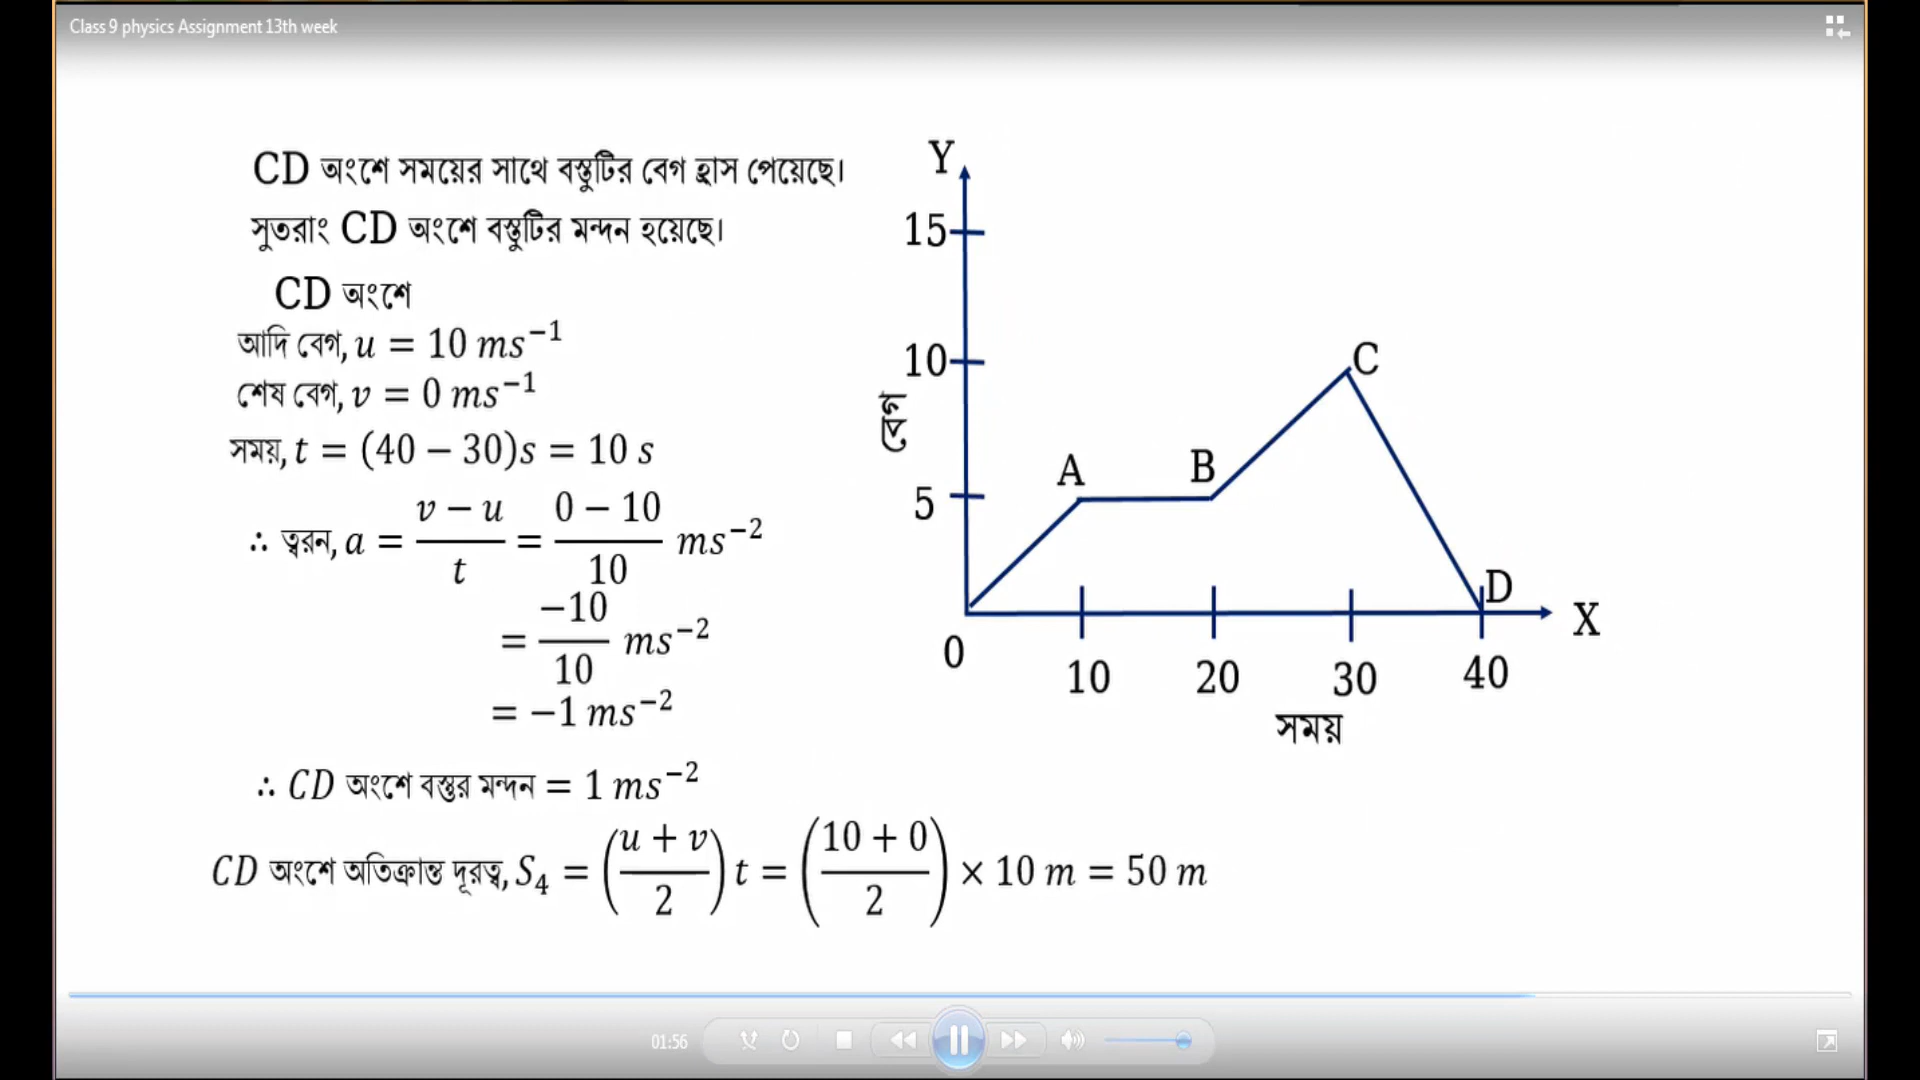 Class 9 physics Assignment 13th week
CD অংশে সময়ের সাথে বস্তুটির বেগ হ্রাস পেয়েছে।
সুতরাং CD অংশে বস্তুটির মন্দন হয়েছে।
CD অংশে
আদি বেগ, u = 10 ms⁻¹
শেষ বেগ, v = 0 ms⁻¹
সময়, t = (40 − 30)s = 10 s
∴ ত্বরন, a = (v − u)/t = (0 − 10)/10 ms⁻²
= −10/10 ms⁻²
= −1 ms⁻²
∴ CD অংশে বস্তুর মন্দন = 1 ms⁻²
CD অংশে অতিক্রান্ত দূরত্ব, S₄ = ((u + v)/2) t = ((10 + 0)/2) × 10 m = 50 m
Y
15
10
5
0
বেগ
A
B
C
D
X
10 20 30 40
সময়
01:56